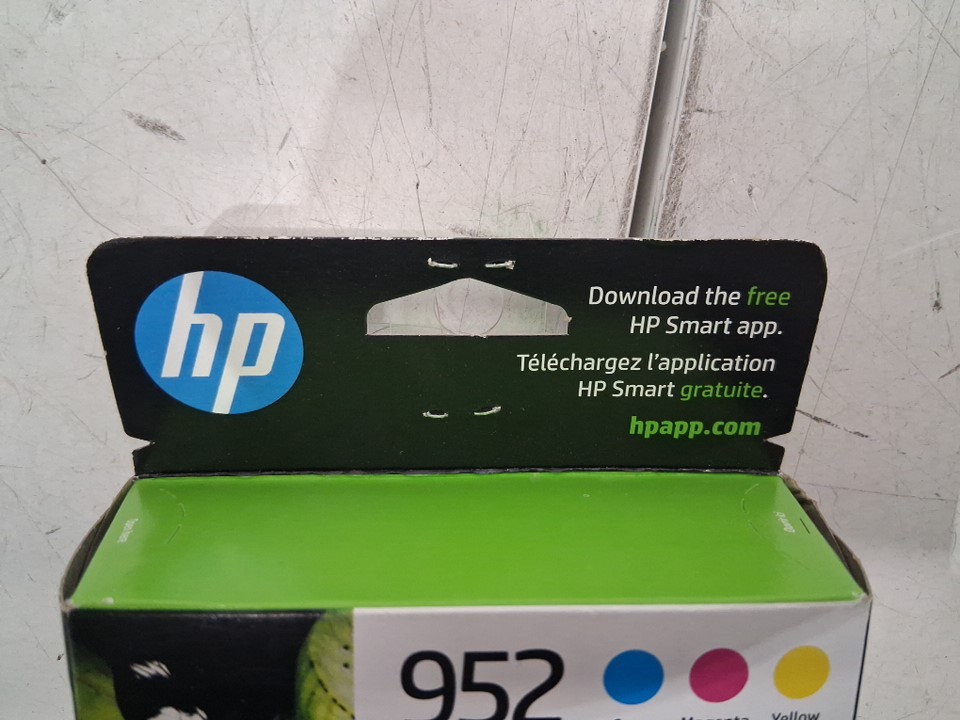 hp
Download the free
HP Smart app.
Téléchargez l'application
HP Smart gratuite.
hpapp.com
952
Magenta
Yellow